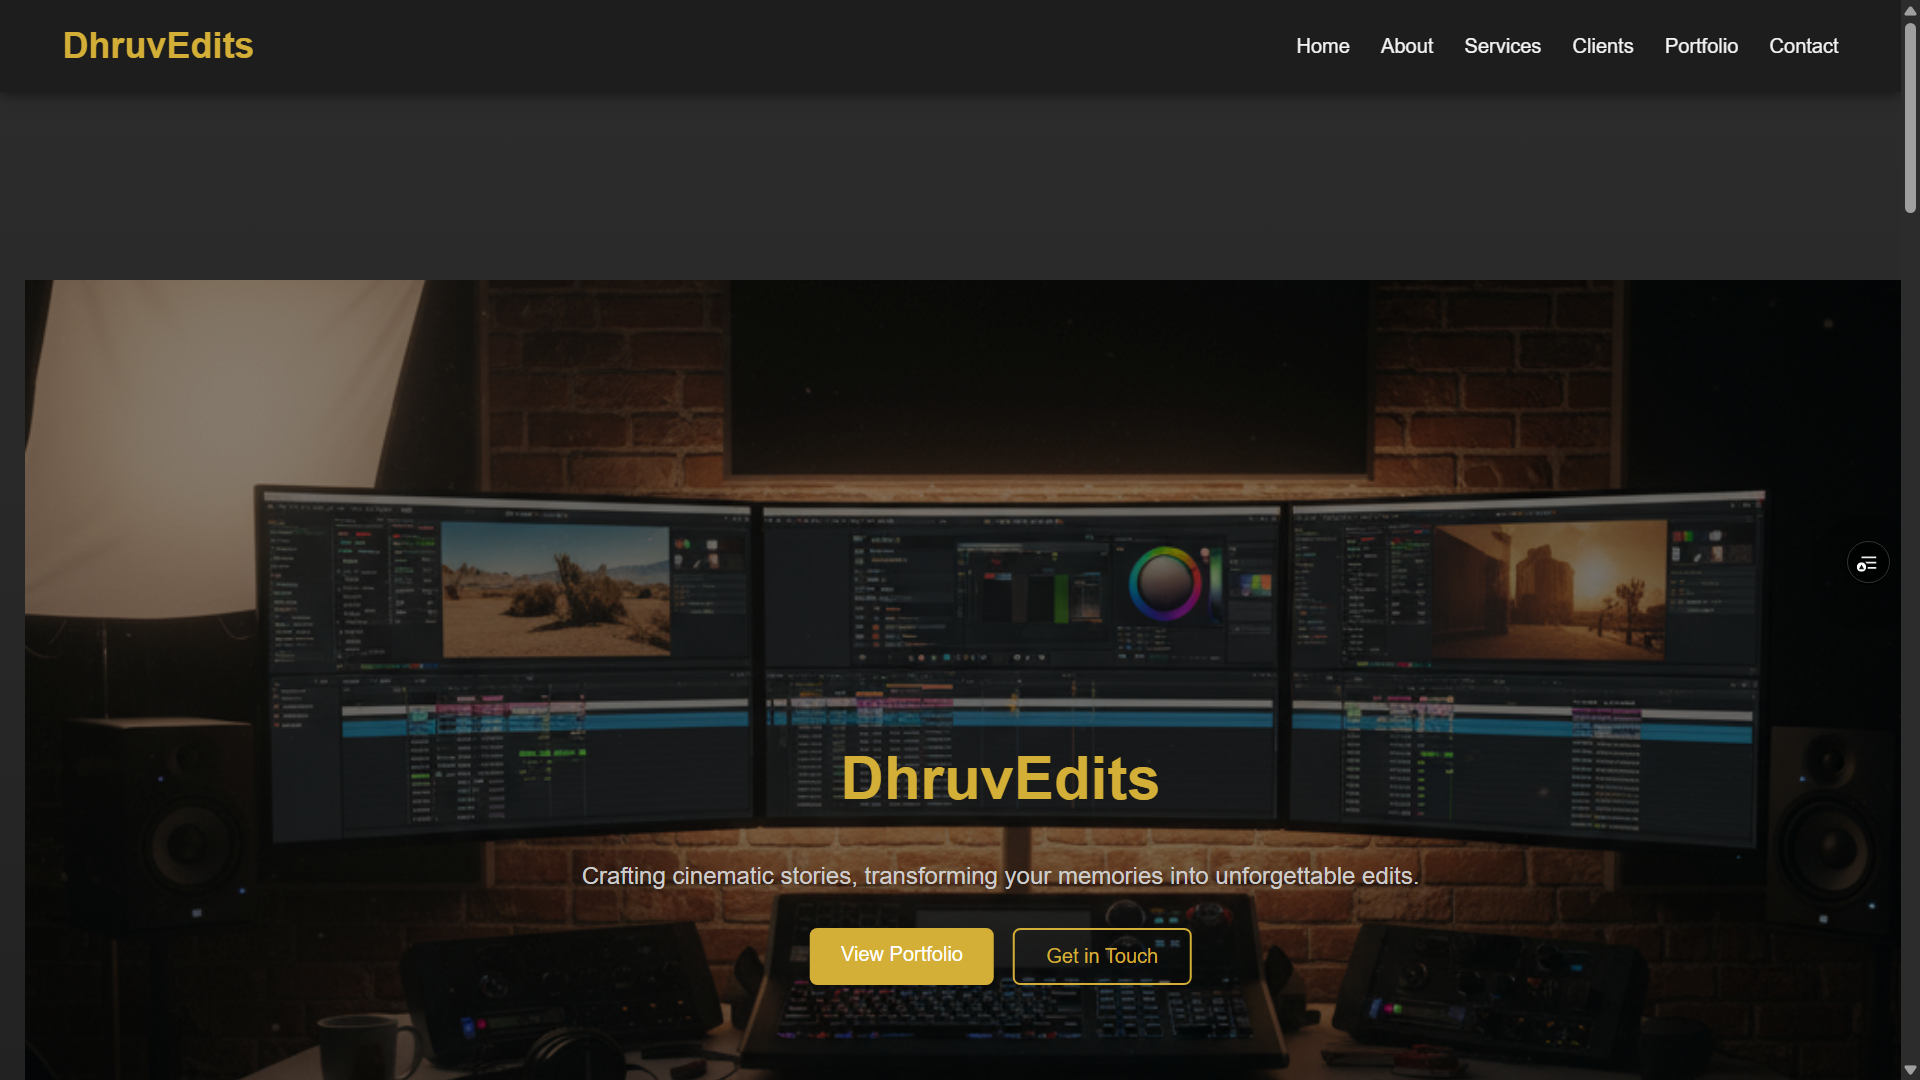 DhruvEdits
Home About Services Clients Portfolio Contact
DhruvEdits
Crafting cinematic stories, transforming your memories into unforgettable edits.
View Portfolio Get in Touch